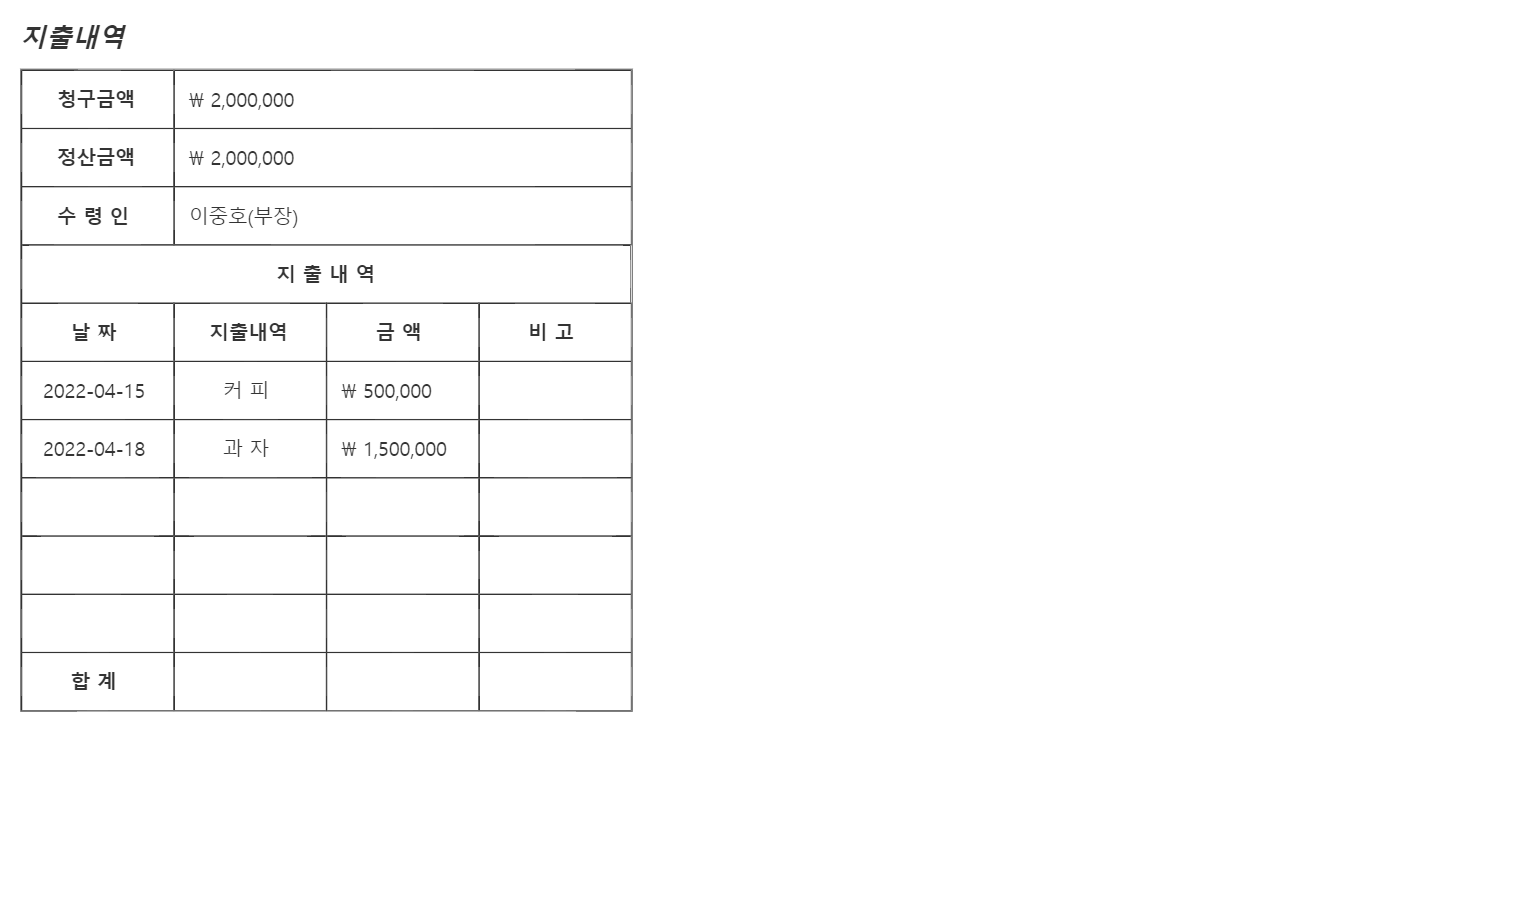 지출내역
청구금액 ₩ 2,000,000
정산금액 ₩ 2,000,000
수 령 인 이중호(부장)
지 출 내 역
날 짜 지출내역 금 액 비 고
2022-04-15 커 피 ₩ 500,000
2022-04-18 과 자 ₩ 1,500,000
합 계